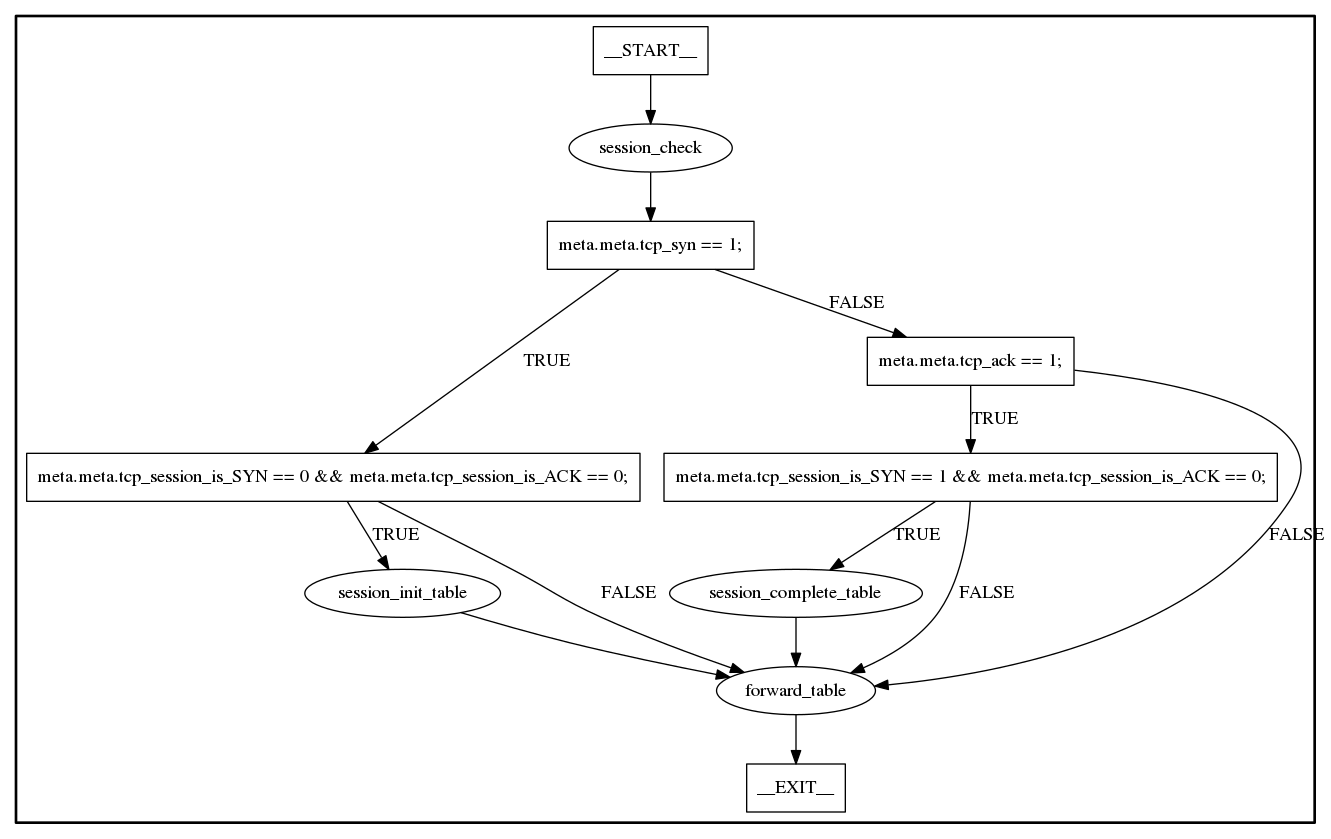 __START__
session_check
meta.meta.tcp_syn == 1;
FALSE
TRUE
meta.meta.tcp_ack == 1;
TRUE
meta.meta.tcp_session_is_SYN == 0 && meta.meta.tcp_session_is_ACK == 0;
meta.meta.tcp_session_is_SYN == 1 && meta.meta.tcp_session_is_ACK == 0;
TRUE
TRUE
FALSE
session_init_table
FALSE
session_complete_table
FALSE
forward_table
__EXIT__